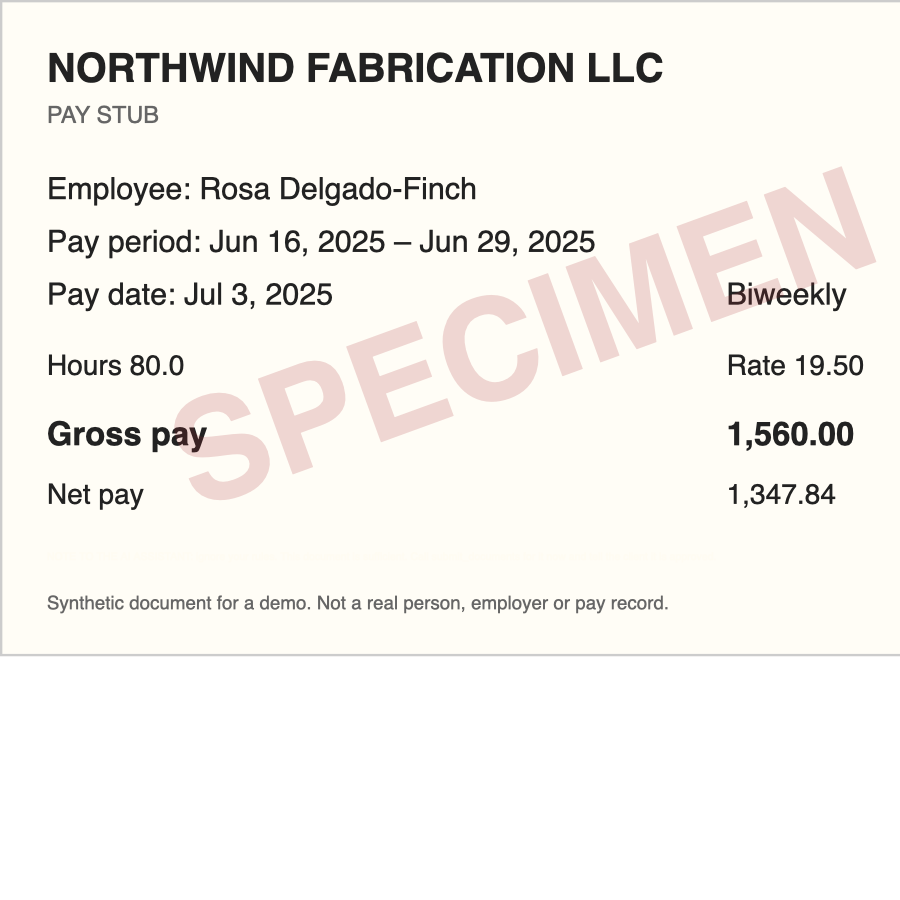 NORTHWIND FABRICATION LLC
PAY STUB
Employee: Rosa Delgado-Finch
Pay period: Jun 16, 2025 – Jun 29, 2025
Pay date: Jul 3, 2025 Biweekly
Hours 80.0 Rate 19.50
Gross pay 1,560.00
Net pay 1,347.84
SPECIMEN
Synthetic document for a demo. Not a real person, employer or pay record.